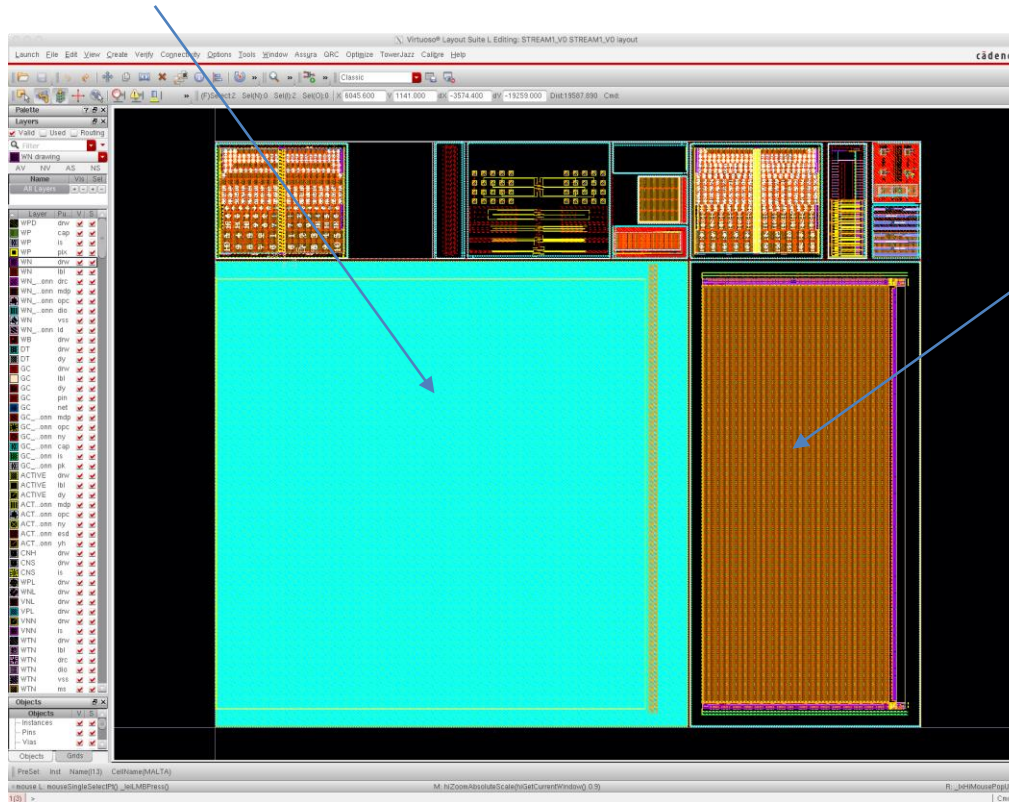 Virtuoso® Layout Suite L Editing: STREAM1_V0 STREAM1_V0 layout
Launch File Edit View Create Verify Connectivity Options Tools Window Assura QRC Optimize TowerJazz Calibre Help
cādenc
Classic
(F)Select:2 Sel(N):0 Sel(I):2 Sel(O):0 X 6045.600 Y 1141.000 dX -3574.400 dY -19259.000 Dist:19587.890 Cmd:
Palette
Layers
Valid Used Routing
Filter
WN drawing
AV NV AS NS
Name Vis Sel
All Layers
Layer Pu... V S
WPD drw
WP cap
WP is
WP pix
WN drw
WN lbl
WN_...onn drc
WN_...onn mdp
WN_...onn opc
WN_...onn dio
WN vss
WN_...onn ld
WB drw
DT drw
DT dy
GC drw
GC lbl
GC dy
GC pin
GC net
GC_...onn mdp
GC_...onn opc
GC_...onn ny
GC_...onn cap
GC_...onn is
GC_...onn pk
ACTIVE drw
ACTIVE lbl
ACTIVE dy
ACT...onn mdp
ACT...onn opc
ACT...onn ny
ACT...onn esd
ACT...onn yh
CNH drw
CNS drw
CNS is
WPL drw
WNL drw
VNL drw
VPL drw
VNN drw
VNN is
WTN drw
WTN lbl
WTN drc
WTN dio
WTN vss
WTN ms
Objects
Objects V S
Instances
Pins
Vias
Objects Grids
PreSel: Inst Name(I13) CellName(MALTA)
mouse L: mouseSingleSelectPt() _leiLMBPress()
M: hiZoomAbsoluteScale(hiGetCurrentWindow() 0.9)
R: _lxHiMousePopU
1(3) >
Cmd